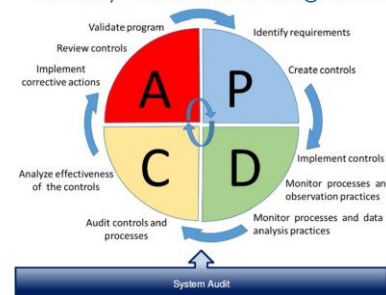 Validate program
Review controls
Implement
corrective actions
A
P
Identify requirements
Create controls
Analyze effectiveness
of the controls
C
D
Implement controls
Monitor processes
observation practices
Audit controls and
processes
Monitor processes and data
analysis practices
System Audit